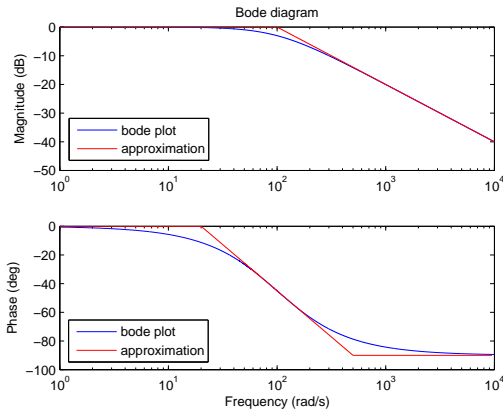 Bode diagram
Magnitude (dB)
0
−10
−20
−30
−40
−50
bode plot
approximation
10^0
10^1
10^2
10^3
10^4
Phase (deg)
0
−20
−40
−60
−80
−100
bode plot
approximation
10^0
10^1
10^2
10^3
10^4
Frequency (rad/s)